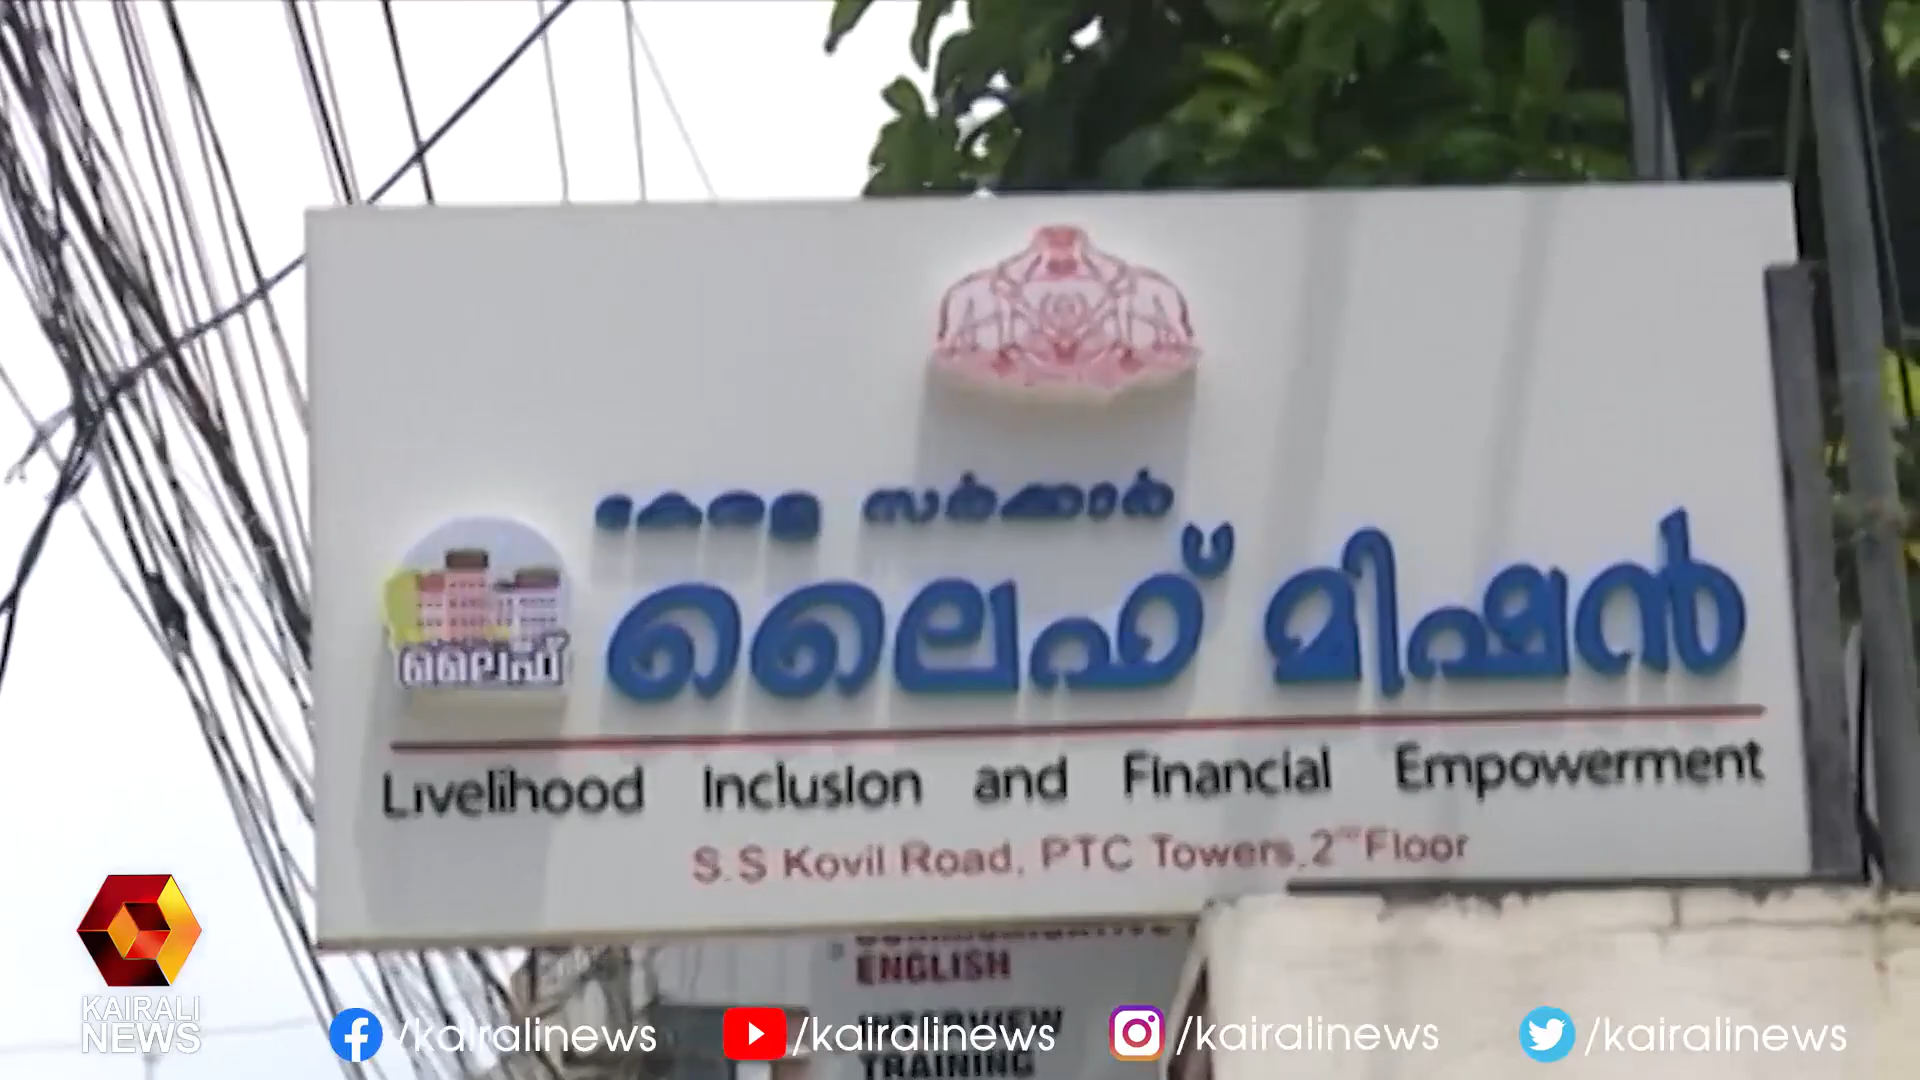 കേരള സർക്കാർ
ലൈഫ് മിഷൻ
ലൈഫ്
Livelihood Inclusion and Financial Empowerment
S.S Kovil Road, PTC Towers, 2nd Floor
ENGLISH
INTERVIEW
TRAINING
KAIRALI
NEWS
/kairalinews
/kairalinews
/kairalinews
/kairalinews